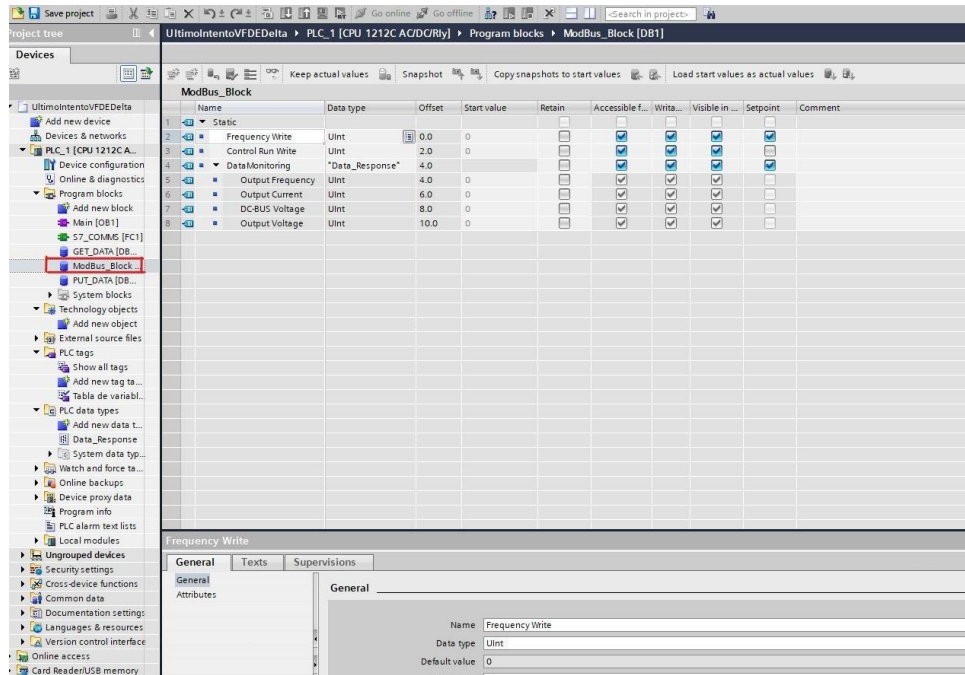 Save project Go online Go offline <Search in project>
Project tree
UltimoIntentoVFDEDelta ▸ PLC_1 [CPU 1212C AC/DC/Rly] ▸ Program blocks ▸ ModBus_Block [DB1]
Devices
Keep actual values Snapshot Copy snapshots to start values Load start values as actual values
ModBus_Block
Name Data type Offset Start value Retain Accessible f... Writa... Visible in ... Setpoint Comment
1 Static
2 Frequency Write UInt 0.0 0
3 Control Run Write UInt 2.0 0
4 DataMonitoring "Data_Response" 4.0
5 Output Frequency UInt 4.0 0
6 Output Current UInt 6.0 0
7 DC-BUS Voltage UInt 8.0 0
8 Output Voltage UInt 10.0 0
UltimoIntentoVFDEDelta
Add new device
Devices & networks
PLC_1 [CPU 1212C A...
Device configuration
Online & diagnostics
Program blocks
Add new block
Main [OB1]
S7_COMMS [FC1]
GET_DATA [DB...
ModBus_Block ...
PUT_DATA [DB...
System blocks
Technology objects
Add new object
External source files
PLC tags
Show all tags
Add new tag ta...
Tabla de variabl...
PLC data types
Add new data t...
Data_Response
System data typ...
Watch and force ta...
Online backups
Device proxy data
Program info
PLC alarm text lists
Local modules
Ungrouped devices
Security settings
Cross-device functions
Common data
Documentation settings
Languages & resources
Version control interface
Online access
Card Reader/USB memory
Frequency Write
General Texts Supervisions
General
Attributes
General
Name Frequency Write
Data type UInt
Default value 0